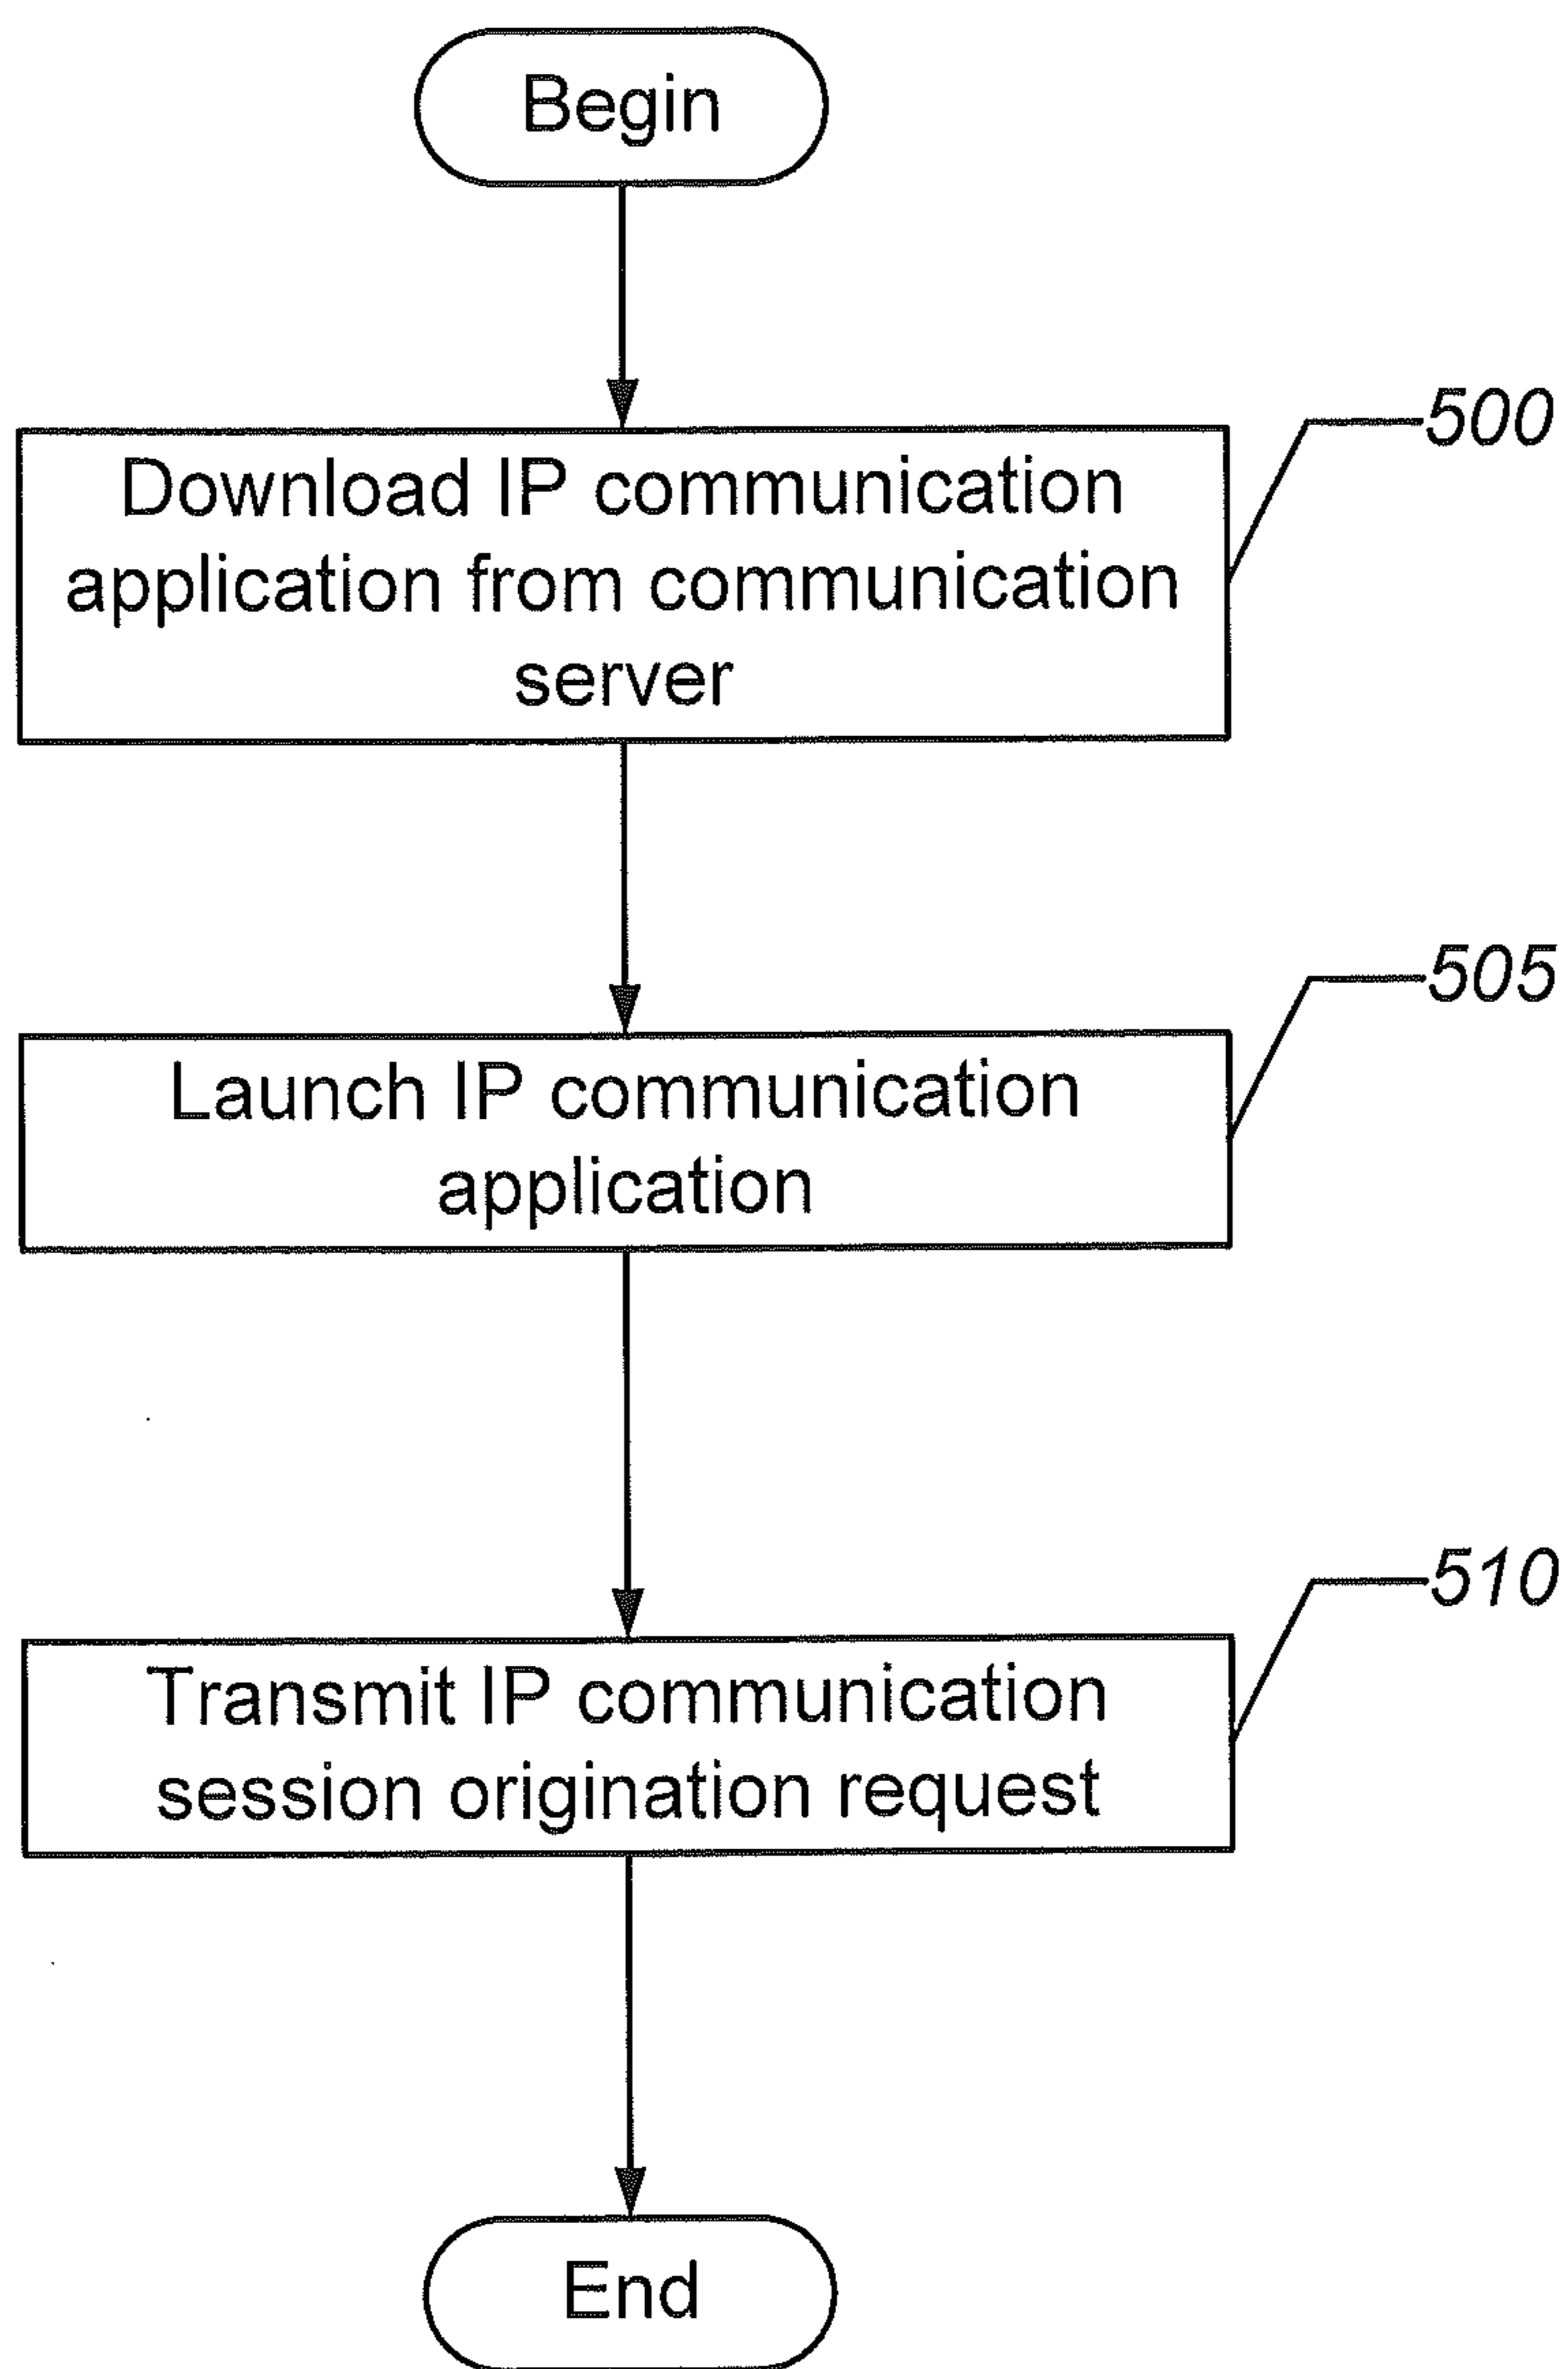 Begin
500
Download IP communication
application from communication
server
505
Launch IP communication
application
510
Transmit IP communication
session origination request
End